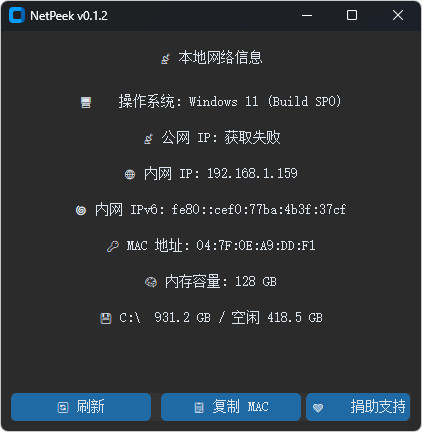 NetPeek v0.1.2
本地网络信息
操作系统: Windows 11 (Build SP0)
公网 IP: 获取失败
内网 IP: 192.168.1.159
内网 IPv6: fe80::cef0:77ba:4b3f:37cf
MAC 地址: 04:7F:0E:A9:DD:F1
内存容量: 128 GB
C:\ 931.2 GB / 空闲 418.5 GB
刷新 复制 MAC 捐助支持